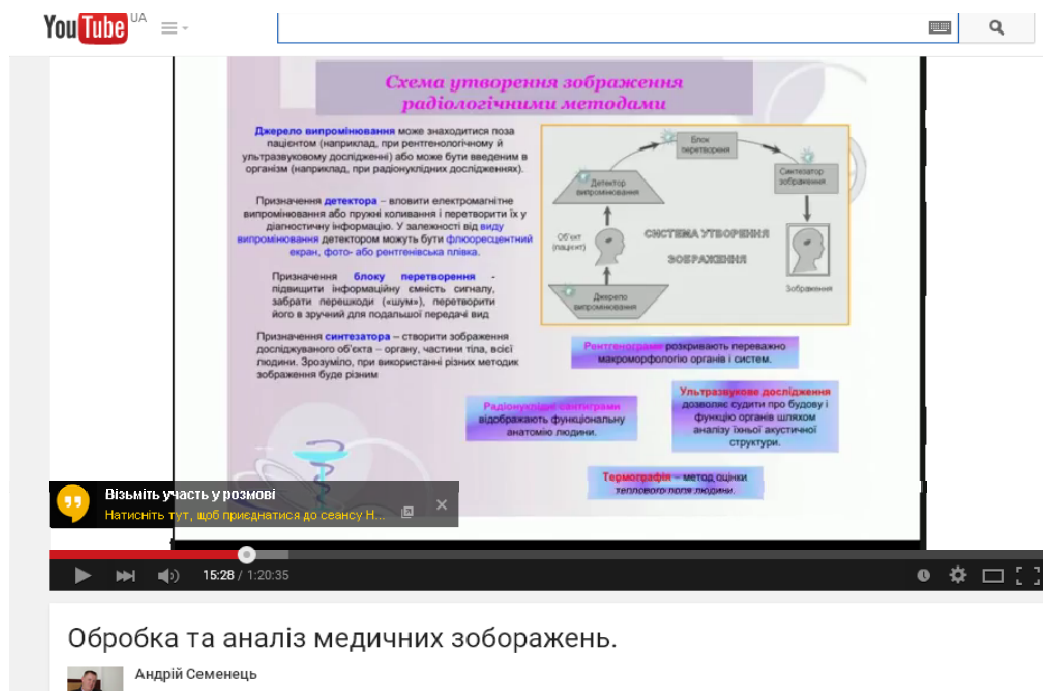 YouTube UA
Схема утворення зображення
радіологічними методами
Джерело випромінювання може знаходитися поза
пацієнтом (наприклад, при рентгенологічному й
ультразвуковому дослідженні) або може бути введеним в
організм (наприклад, при радіонуклідних дослідженнях).
Призначення детектора – вловити електромагнітне
випромінювання або пружні коливання і перетворити їх у
діагностичну інформацію. У залежності від виду
випромінювання детектором можуть бути флюоресцентний
екран, фото- або рентгенівська плівка.
Призначення блоку перетворення -
підвищити інформаційну ємність сигналу,
забрати перешкоди («шум»), перетворити
його в зручний для подальшої передачі вид
Призначення синтезатора – створити зображення
досліджуваного об'єкта – органу, частини тіла, всієї
людини. Зрозуміло, при використанні різних методик
зображення буде різним
Блок
перетворення
Детектор
випромінювання
Синтезатор
зображення
Об'єкт
(пацієнт)
СИСТЕМА УТВОРЕННЯ
ЗОБРАЖЕННЯ
Джерело
випромінювання
Зображення
Рентгенограми розкривають переважно
макроморфологію органів і систем.
Радіонуклідні сцинтиграми
відображають функціональну
анатомію людини.
Ультразвукове дослідження
дозволяє судити про будову і
функцію органів шляхом
аналізу їхньої акустичної
структури.
Термографія – метод оцінки
теплового поля людини.
Візьміть участь у розмові
Натисніть тут, щоб приєднатися до сеансу Н...
15:28 / 1:20:35
Обробка та аналіз медичних зоборажень.
Андрій Семенець